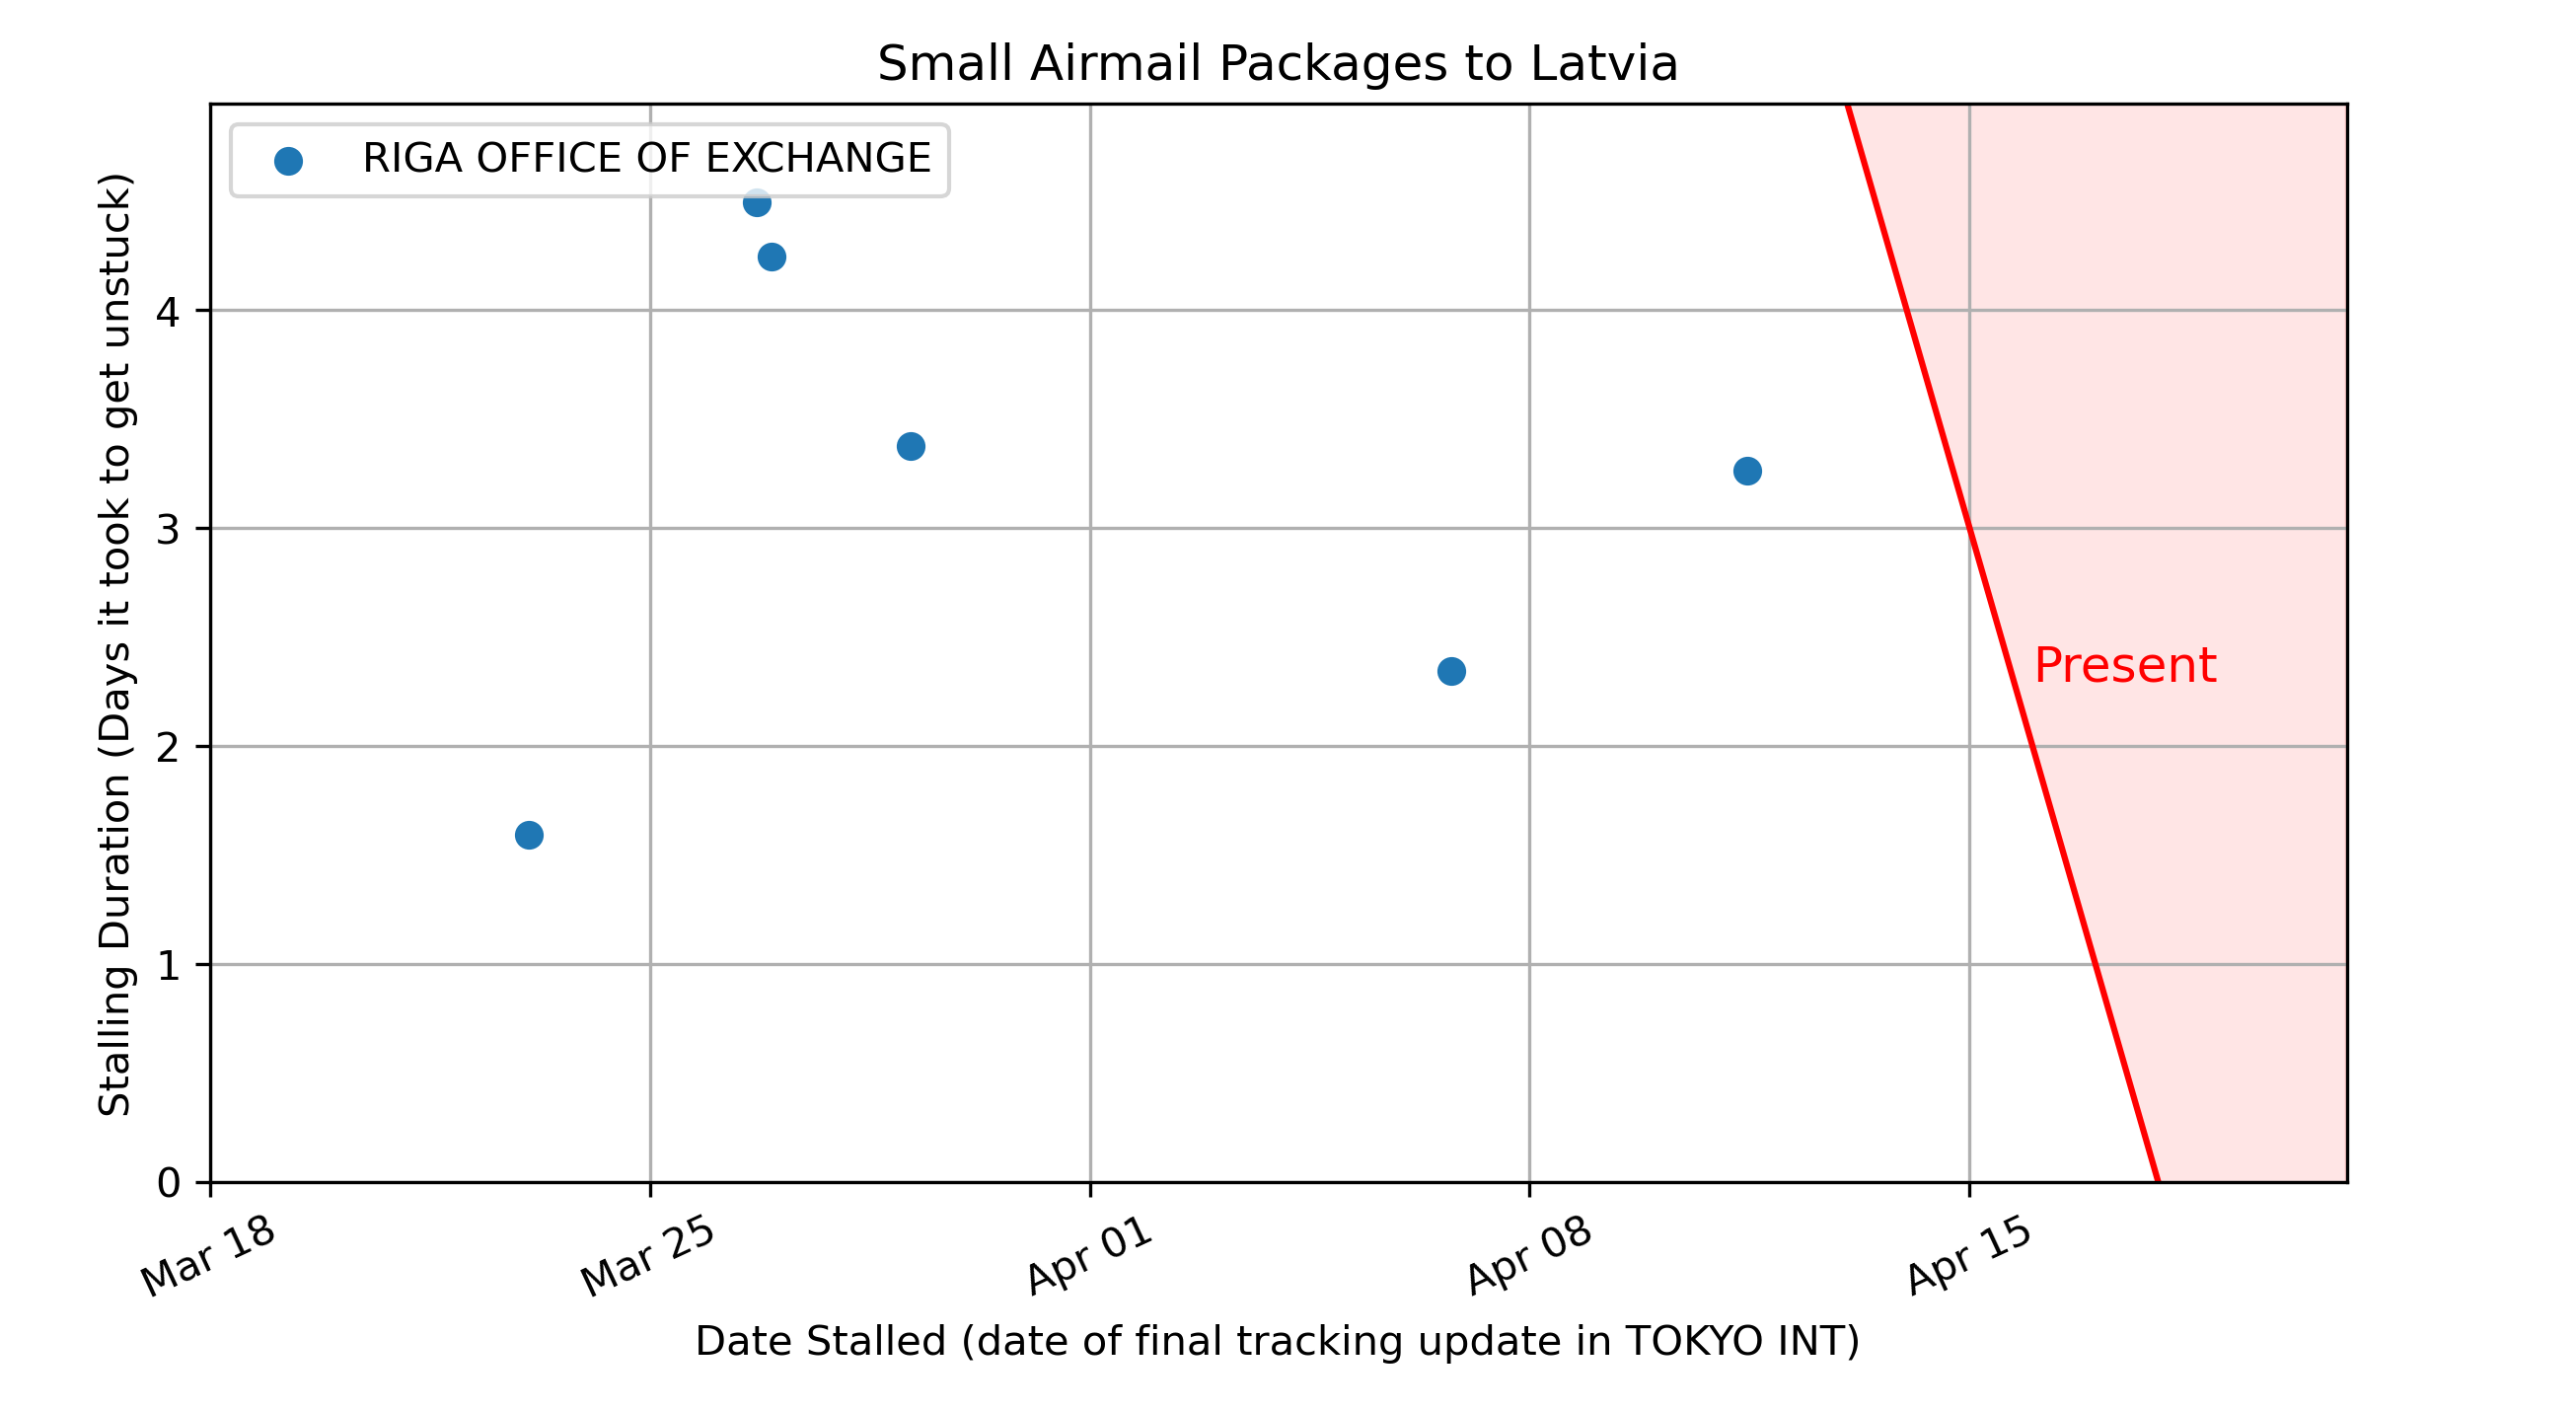 Small Airmail Packages to Latvia
RIGA OFFICE OF EXCHANGE
Stalling Duration (Days it took to get unstuck)
4
3
2
1
0
Present
Mar 18
Mar 25
Apr 01
Apr 08
Apr 15
Date Stalled (date of final tracking update in TOKYO INT)